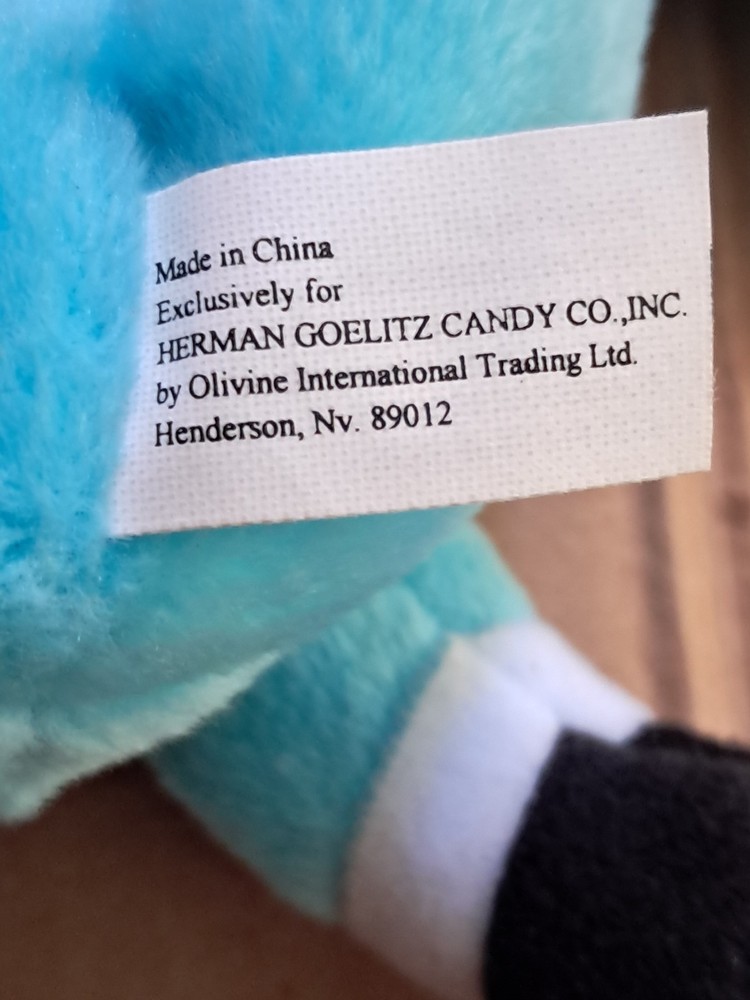 Made in China
Exclusively for
HERMAN GOELITZ CANDY CO.,INC.
by Olivine International Trading Ltd.
Henderson, Nv. 89012